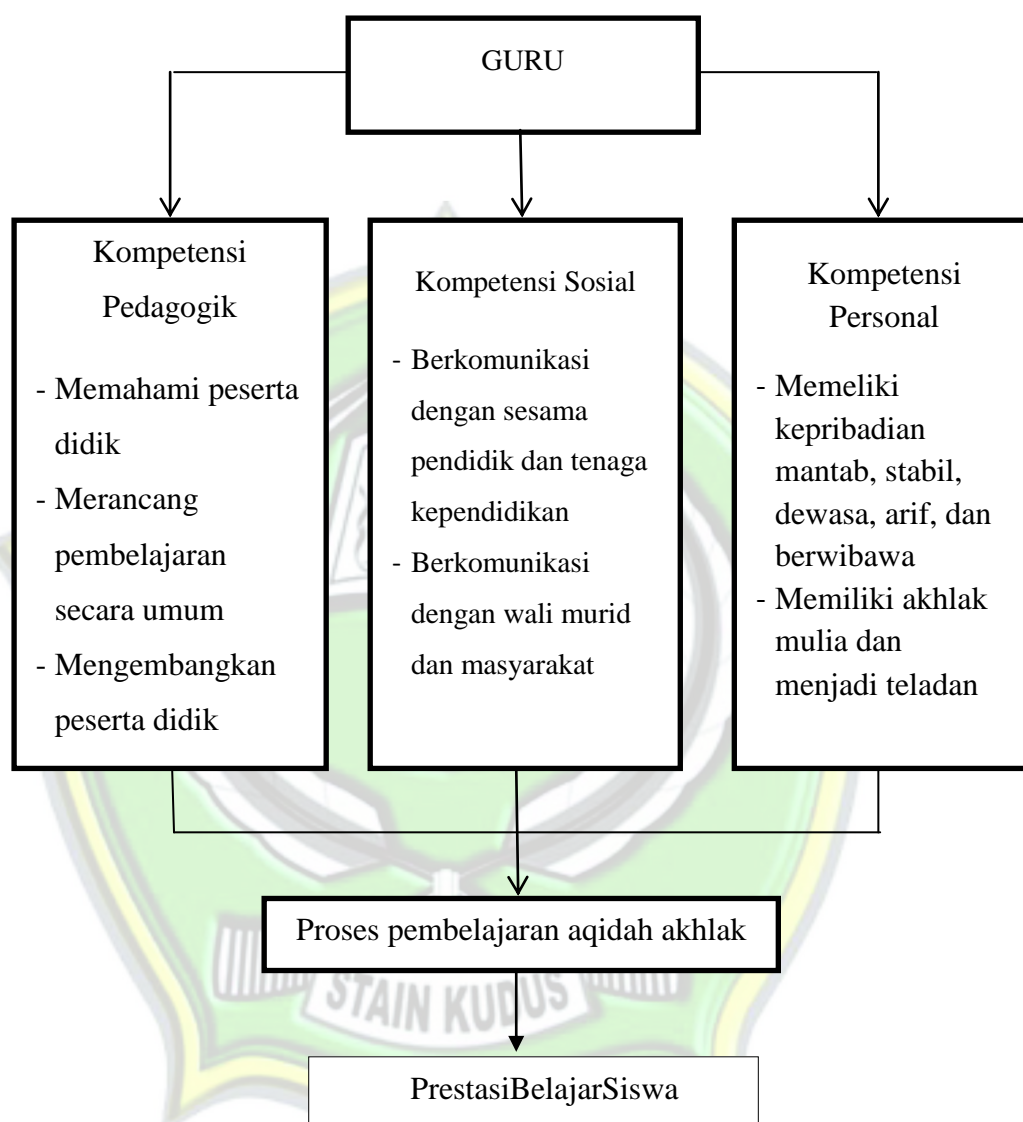 GURU
Kompetensi
Pedagogik
- Memahami peserta
didik
- Merancang
pembelajaran
secara umum
- Mengembangkan
peserta didik
Kompetensi Sosial
- Berkomunikasi
dengan sesama
pendidik dan tenaga
kependidikan
- Berkomunikasi
dengan wali murid
dan masyarakat
Kompetensi
Personal
- Memeliki
kepribadian
mantab, stabil,
dewasa, arif, dan
berwibawa
- Memiliki akhlak
mulia dan
menjadi teladan
Proses pembelajaran aqidah akhlak
STAIN KUDUS
PrestasiBelajarSiswa